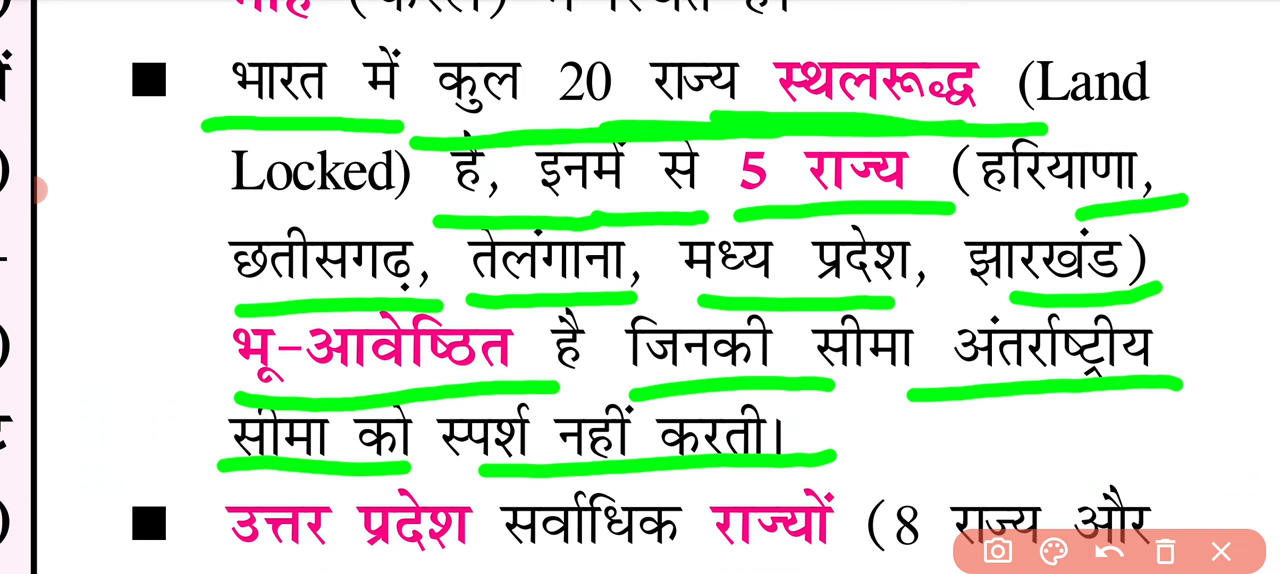 भारत में कुल 20 राज्य स्थलरूद्ध (Land
Locked) है, इनमें से 5 राज्य (हरियाणा,
छतीसगढ़, तेलंगाना, मध्य प्रदेश, झारखंड)
भू-आवेष्ठित है जिनकी सीमा अंतर्राष्ट्रीय
सीमा को स्पर्श नहीं करती।
उत्तर प्रदेश सर्वाधिक राज्यों (8 राज्य और